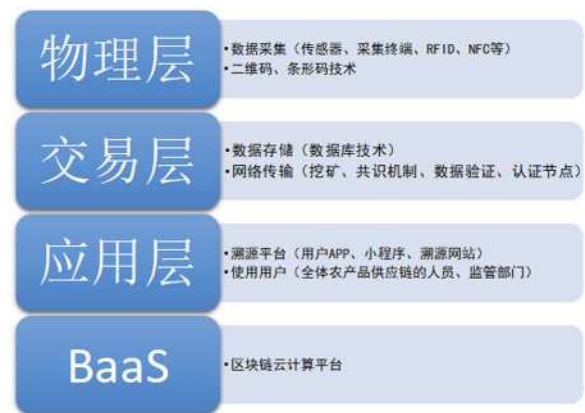 物理层
•数据采集（传感器、采集终端、RFID、NFC等）
•二维码、条形码技术
交易层
•数据存储（数据库技术）
•网络传输（挖矿、共识机制、数据验证、认证节点）
应用层
•溯源平台（用户APP、小程序、溯源网站）
•使用用户（全体农产品供应链的人员、监管部门）
BaaS
•区块链云计算平台